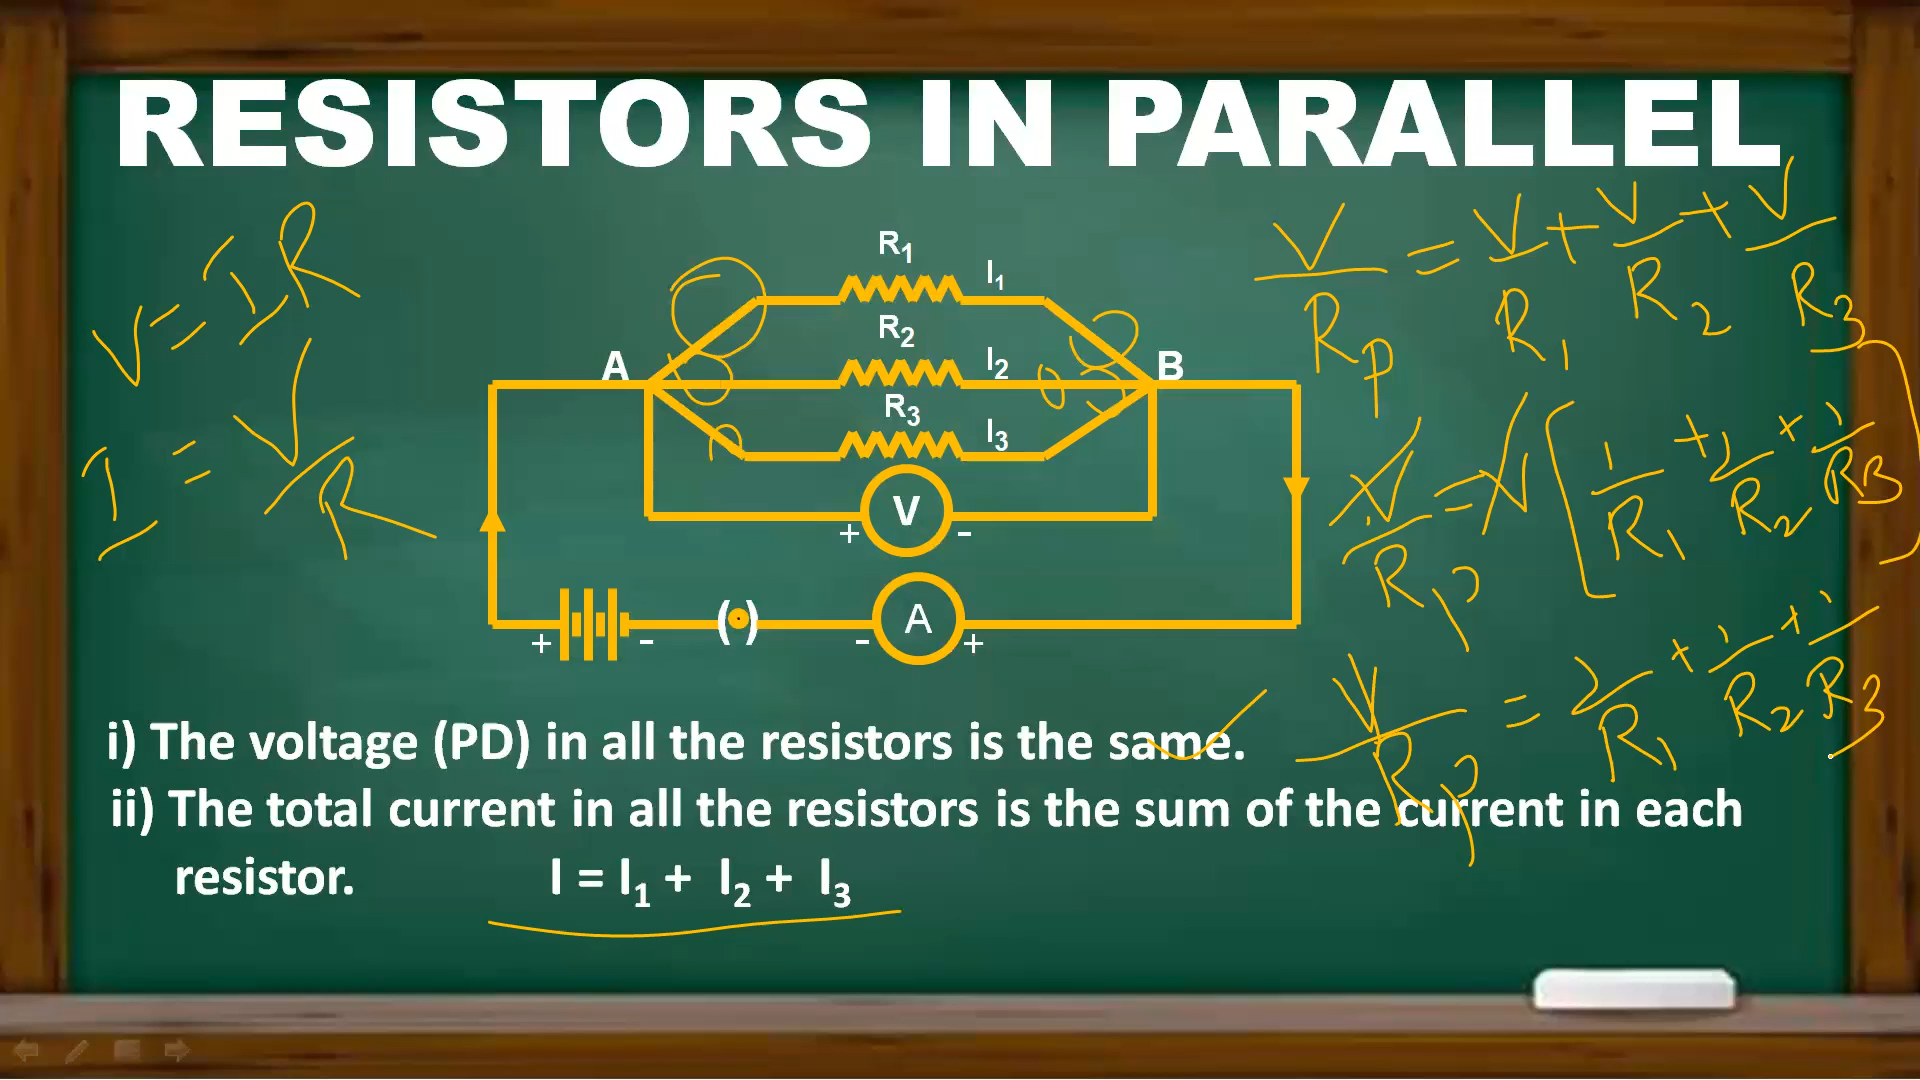 RESISTORS IN PARALLEL
V = IR
I = V/R
R₁
I₁
R₂
I₂
R₃
I₃
A
B
V
+ -
A
+ - ( ) - +
V/Rp = V/R₁ + V/R₂ + V/R₃
V/Rp = V [1/R₁ + 1/R₂ + 1/R3]
1/R₁ + 1/R₂ + 1/R₃
i) The voltage (PD) in all the resistors is the same.
ii) The total current in all the resistors is the sum of the current in each
resistor. I = I₁ + I₂ + I₃